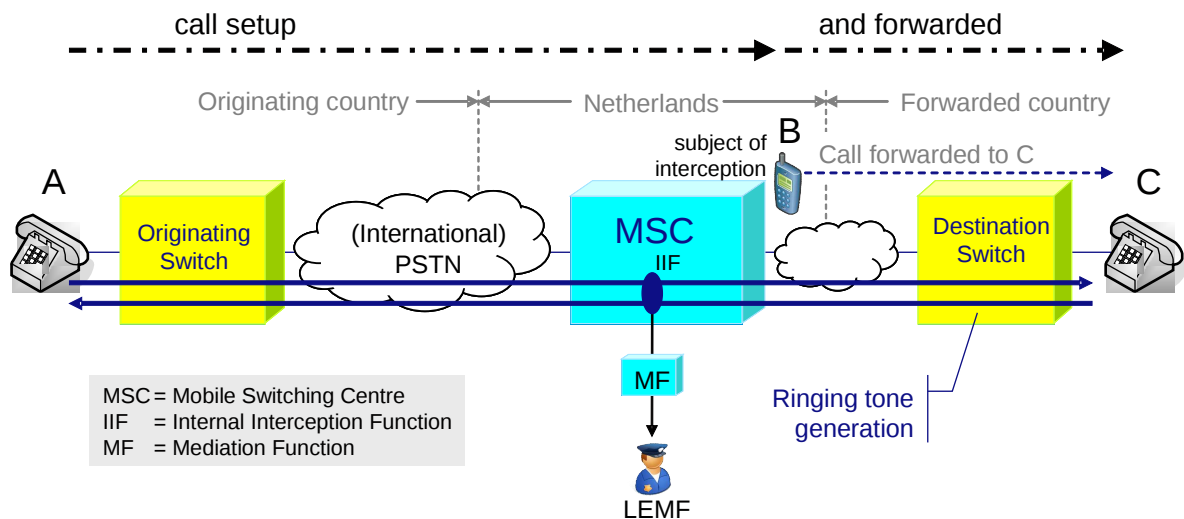 call setup
and forwarded
Originating country
Netherlands
Forwarded country
subject of
interception
B
Call forwarded to C
A
C
Originating
Switch
(International)
PSTN
MSC
IIF
Destination
Switch
MF
Ringing tone
generation
MSC = Mobile Switching Centre
IIF = Internal Interception Function
MF = Mediation Function
LEMF